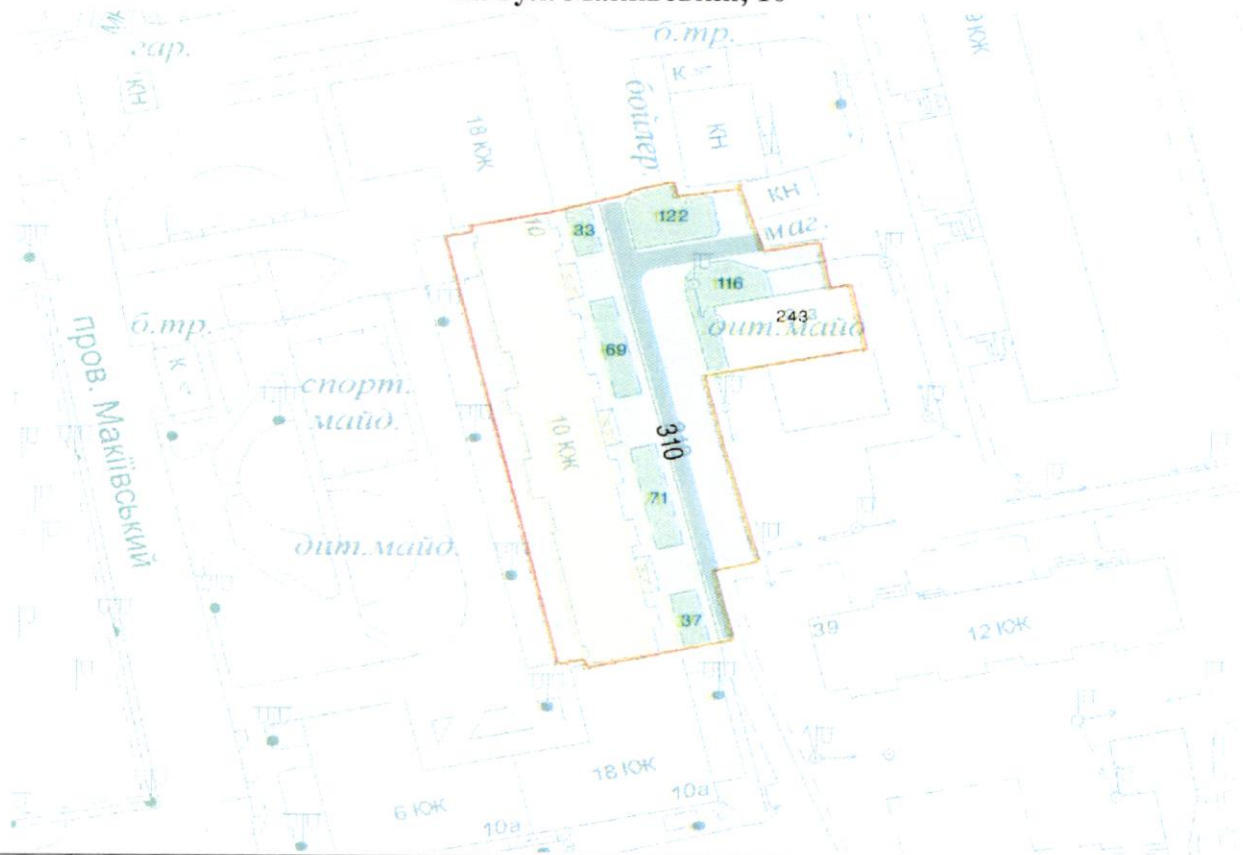 гар.
б.тр.
КН
К
КН
бойлер
18 КЖ
КН
маг.
10
33
122
116
243
дит.майд
69
б.тр.
К
пров. Макіївський
спорт.
майд.
10 КЖ
310
71
дит.майд.
37
39
12 КЖ
18 КЖ
6 КЖ
10а
10а